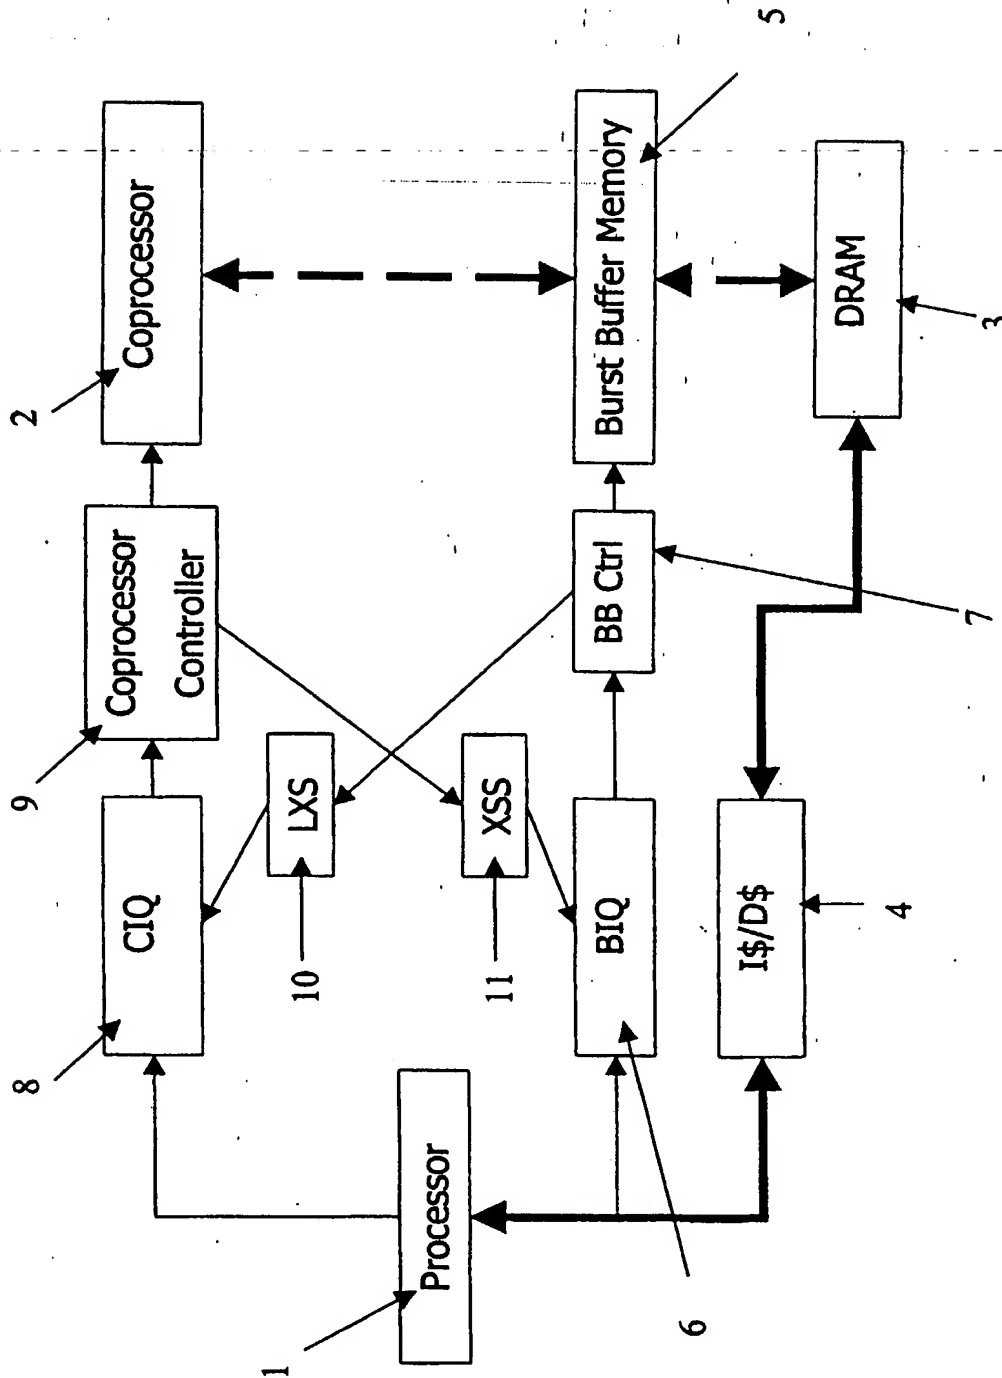 5
2
Coprocessor
Burst Buffer Memory
DRAM
3
9
Coprocessor
Controller
BB Ctrl
7
8
CIQ
LXS
10
XSS
11
BIQ
I$/D$
4
1
Processor
6